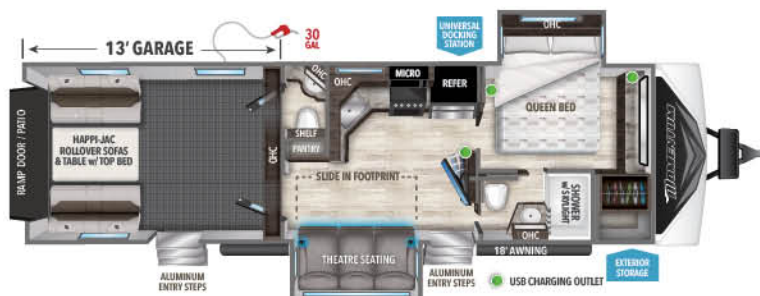 13' GARAGE
30
GAL
UNIVERSAL
DOCKING
STATION
OHC
OHC
OHC
MICRO
REFER
QUEEN BED
RAMP DOOR / PATIO
HAPPI-JAC
ROLLOVER SOFAS
& TABLE w/ TOP BED
OHC
SHELF
PANTRY
SLIDE IN FOOTPRINT
SHOWER
w/SKYLIGHT
MOMENTUM
THEATRE SEATING
OHC
18' AWNING
ALUMINUM
ENTRY STEPS
ALUMINUM
ENTRY STEPS
USB CHARGING OUTLET
EXTERIOR
STORAGE